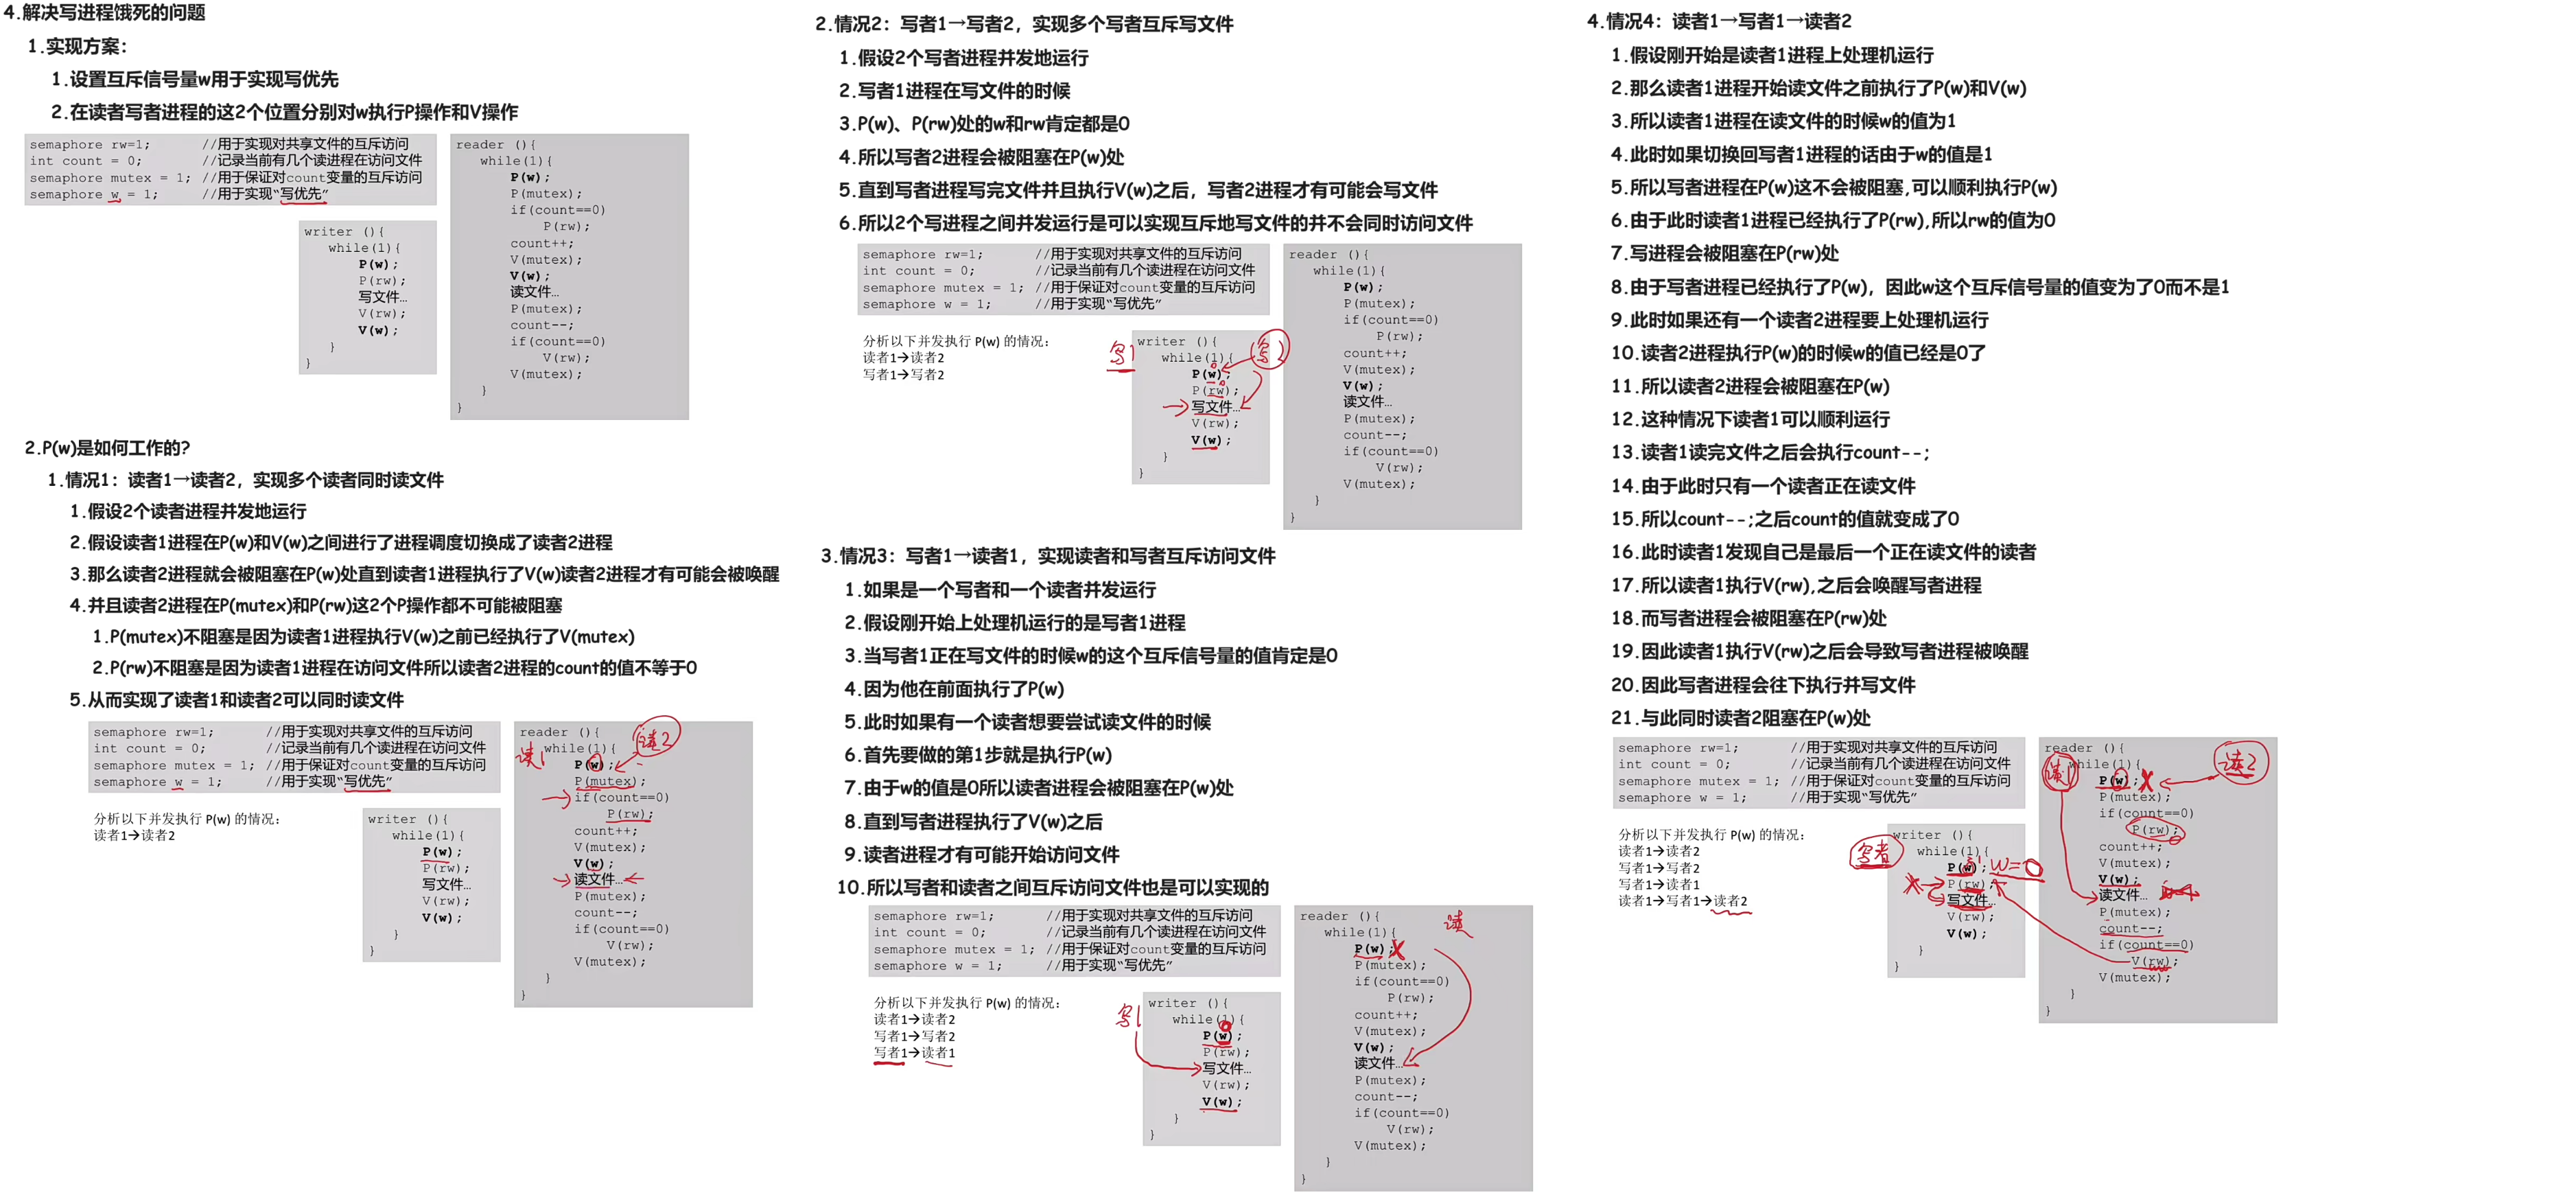 4.解决写进程饿死的问题
1.实现方案:
1.设置互斥信号量w用于实现写优先
2.在读者写者进程的这2个位置分别对w执行P操作和V操作
semaphore rw=1; //用于实现对共享文件的互斥访问
int count = 0; //记录当前有几个读进程在访问文件
semaphore mutex = 1; //用于保证对count变量的互斥访问
semaphore w = 1; //用于实现“写优先”
writer (){
while(1){
P(w);
P(rw);
写文件…
V(rw);
V(w);
}
}
reader (){
while(1){
P(w);
P(mutex);
if(count==0)
P(rw);
count++;
V(mutex);
V(w);
读文件…
P(mutex);
count--;
if(count==0)
V(rw);
V(mutex);
}
}
2.P(w)是如何工作的?
1.情况1: 读者1→读者2, 实现多个读者同时读文件
1.假设2个读者进程并发地运行
2.假设读者1进程在P(w)和V(w)之间进行了进程调度切换成了读者2进程
3.那么读者2进程就会被阻塞在P(w)处直到读者1进程执行了V(w)读者2进程才有可能会被唤醒
4.并且读者2进程在P(mutex)和P(rw)这2个P操作都不可能被阻塞
1.P(mutex)不阻塞是因为读者1进程执行V(w)之前已经执行了V(mutex)
2.P(rw)不阻塞是因为读者1进程在访问文件所以读者2进程的count的值不等于0
5.从而实现了读者1和读者2可以同时读文件
semaphore rw=1; //用于实现对共享文件的互斥访问
int count = 0; //记录当前有几个读进程在访问文件
semaphore mutex = 1; //用于保证对count变量的互斥访问
semaphore w = 1; //用于实现“写优先”
分析以下并发执行 P(w) 的情况:
读者1→读者2
writer (){
while(1){
P(w);
P(rw);
写文件…
V(rw);
V(w);
}
}
读1
读2
reader (){
while(1){
P(w);
P(mutex);
if(count==0)
P(rw);
count++;
V(mutex);
V(w);
读文件…
P(mutex);
count--;
if(count==0)
V(rw);
V(mutex);
}
}
2.情况2: 写者1→写者2, 实现多个写者互斥写文件
1.假设2个写者进程并发地运行
2.写者1进程在写文件的时候
3.P(w)、P(rw)处的w和rw肯定都是0
4.所以写者2进程会被阻塞在P(w)处
5.直到写者进程写完文件并且执行V(w)之后, 写者2进程才有可能会写文件
6.所以2个写进程之间并发运行是可以实现互斥地写文件的并不会同时访问文件
semaphore rw=1; //用于实现对共享文件的互斥访问
int count = 0; //记录当前有几个读进程在访问文件
semaphore mutex = 1; //用于保证对count变量的互斥访问
semaphore w = 1; //用于实现“写优先”
分析以下并发执行 P(w) 的情况:
读者1→读者2
写者1→写者2
写1
写2
writer (){
while(1){
P(w);
P(rw);
写文件…
V(rw);
V(w);
}
}
0
0
reader (){
while(1){
P(w);
P(mutex);
if(count==0)
P(rw);
count++;
V(mutex);
V(w);
读文件…
P(mutex);
count--;
if(count==0)
V(rw);
V(mutex);
}
}
3.情况3: 写者1→读者1, 实现读者和写者互斥访问文件
1.如果是一个写者和一个读者并发运行
2.假设刚开始上处理机运行的是写者1进程
3.当写者1正在写文件的时候w的这个互斥信号量的值肯定是0
4.因为他在前面执行了P(w)
5.此时如果有一个读者想要尝试读文件的时候
6.首先要做的第1步就是执行P(w)
7.由于w的值是0所以读者进程会被阻塞在P(w)处
8.直到写者进程执行了V(w)之后
9.读者进程才有可能开始访问文件
10.所以写者和读者之间互斥访问文件也是可以实现的
semaphore rw=1; //用于实现对共享文件的互斥访问
int count = 0; //记录当前有几个读进程在访问文件
semaphore mutex = 1; //用于保证对count变量的互斥访问
semaphore w = 1; //用于实现“写优先”
分析以下并发执行 P(w) 的情况:
读者1→读者2
写者1→写者2
写者1→读者1
写1
writer (){
while(1){
P(w);
P(rw);
写文件…
V(rw);
V(w);
}
}
0
读
reader (){
while(1){
P(w);
P(mutex);
if(count==0)
P(rw);
count++;
V(mutex);
V(w);
读文件…
P(mutex);
count--;
if(count==0)
V(rw);
V(mutex);
}
}
4.情况4: 读者1→写者1→读者2
1.假设刚开始是读者1进程上处理机运行
2.那么读者1进程开始读文件之前执行了P(w)和V(w)
3.所以读者1进程在读文件的时候w的值为1
4.此时如果切换回写者1进程的话由于w的值是1
5.所以写者进程在P(w)这不会被阻塞,可以顺利执行P(w)
6.由于此时读者1进程已经执行了P(rw),所以rw的值为0
7.写进程会被阻塞在P(rw)处
8.由于写者进程已经执行了P(w), 因此w这个互斥信号量的值变为了0而不是1
9.此时如果还有一个读者2进程要上处理机运行
10.读者2进程执行P(w)的时候w的值已经是0了
11.所以读者2进程会被阻塞在P(w)
12.这种情况下读者1可以顺利运行
13.读者1读完文件之后会执行count--;
14.由于此时只有一个读者正在读文件
15.所以count--;之后count的值就变成了0
16.此时读者1发现自己是最后一个正在读文件的读者
17.所以读者1执行V(rw),之后会唤醒写者进程
18.而写者进程会被阻塞在P(rw)处
19.因此读者1执行V(rw)之后会导致写者进程被唤醒
20.因此写者进程会往下执行并写文件
21.与此同时读者2阻塞在P(w)处
semaphore rw=1; //用于实现对共享文件的互斥访问
int count = 0; //记录当前有几个读进程在访问文件
semaphore mutex = 1; //用于保证对count变量的互斥访问
semaphore w = 1; //用于实现“写优先”
分析以下并发执行 P(w) 的情况:
读者1→读者2
写者1→写者2
写者1→读者1
读者1→写者1→读者2
写者
writer (){
while(1){
P(w);
P(rw);
写文件…
V(rw);
V(w);
}
}
W=0
读1
读2
reader (){
while(1){
P(w);
P(mutex);
if(count==0)
P(rw);
count++;
V(mutex);
V(w);
读文件…
P(mutex);
count--;
if(count==0)
V(rw);
V(mutex);
}
}